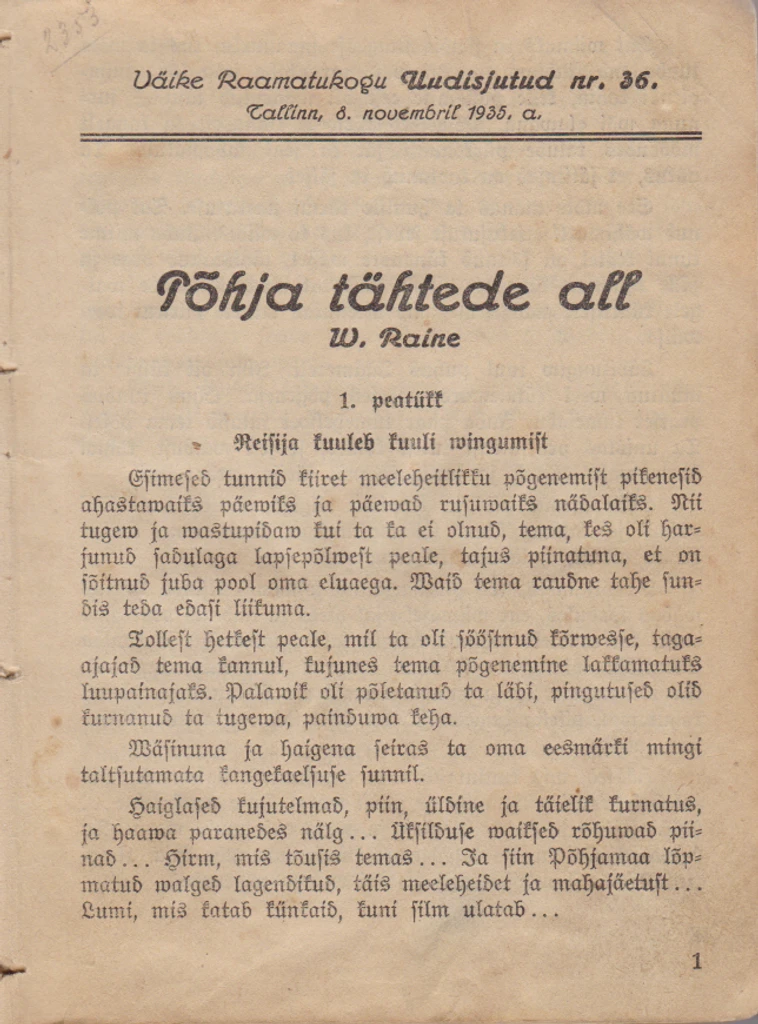 2353
Väike Raamatukogu Uudisjutud nr. 36.
Tallinn, 8. novembril 1935. a.
Põhja tähtede all
W. Raine
1. peatükk
Reisija kuuleb kuuli wingumist
Esimesed tunnid kiiret meeleheitlikku põgenemist pikenesid
ahastawaiks päewiks ja päewad rusuwaiks nädalaiks. Nii
tugew ja wastupidaw kui ta ka ei olnud, tema, kes oli har-
junud sadulaga lapsepõlwest peale, tajus piinatuna, et on
sõitnud juba pool oma eluaega. Waid tema raudne tahe sun-
dis teda edasi liikuma.
Tollest hetkest peale, mil ta oli sööstnud kõrwesse, taga-
ajajad tema kannul, kujunes tema põgenemine lakkamatuks
luupainajaks. Palawik oli põletanud ta läbi, pingutused olid
kurnanud ta tugewa, painduwa keha.
Wäsinuna ja haigena seiras ta oma eesmärki mingi
taltsutamata kangekaelsuse sunnil.
Haiglased kujutelmad, piin, üldine ja täielik kurnatus,
ja haawa paranedes nälg... Üksilduse waiksed rõhuwad pii-
nad... Hirm, mis tõusis temas... Ja siin Põhjamaa lõp-
matud walged lagendikud, täis meeleheidet ja mahajäetust...
Lumi, mis katab künkaid, kuni silm ulatab...
1